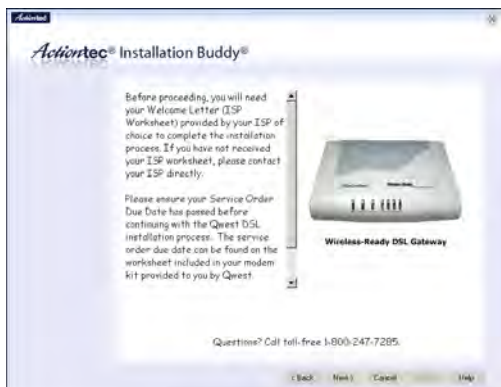 Actiontec
Actiontec® Installation Buddy®
Before proceeding, you will need
your Welcome Letter (ISP
Worksheet) provided by your ISP of
choice to complete the installation
process. If you have not received
your ISP worksheet, please contact
your ISP directly.
Please ensure your Service Order
Due Date has passed before
continuing with the Qwest DSL
installation process. The service
order due date can be found on the
worksheet included in your modem
kit provided to you by Qwest.
Wireless-Ready DSL Gateway
Questions? Call toll-free 1-800-247-7285.
< Back Next > Cancel Help